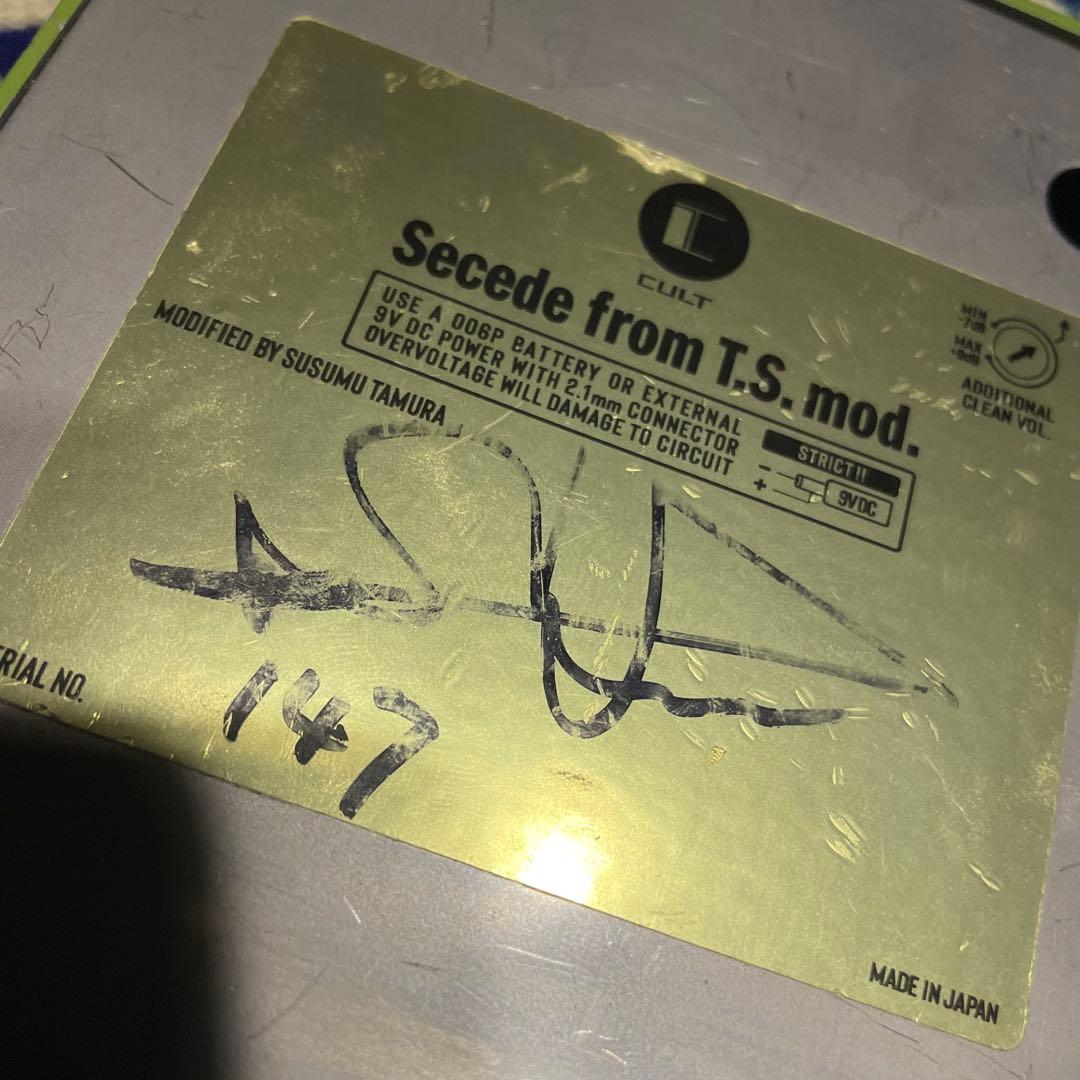 CULT
Secede from T.S. mod.
USE A 006P BATTERY OR EXTERNAL
9V DC POWER WITH 2.1mm CONNECTOR
OVERVOLTAGE WILL DAMAGE TO CIRCUIT
STRICT!!
- +
9VDC
MIN
-7dB
MAX
+8dB
ADDITIONAL
CLEAN VOL.
MODIFIED BY SUSUMU TAMURA
ERIAL NO.
147
MADE IN JAPAN